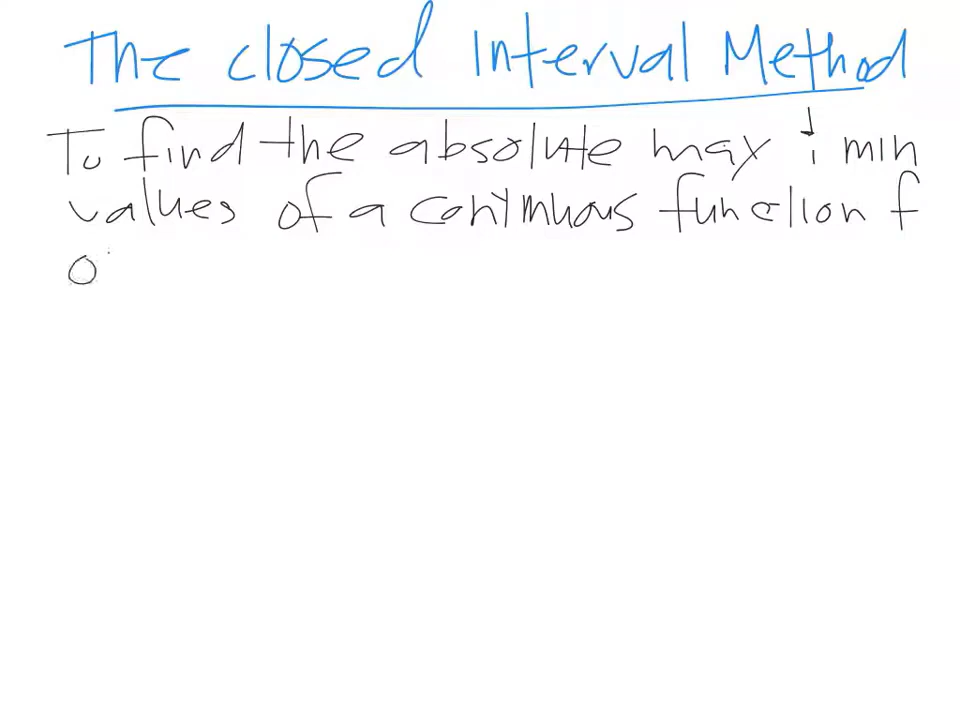 The closed Interval Method
To find the absolute max & min
values of a continuous function f
o